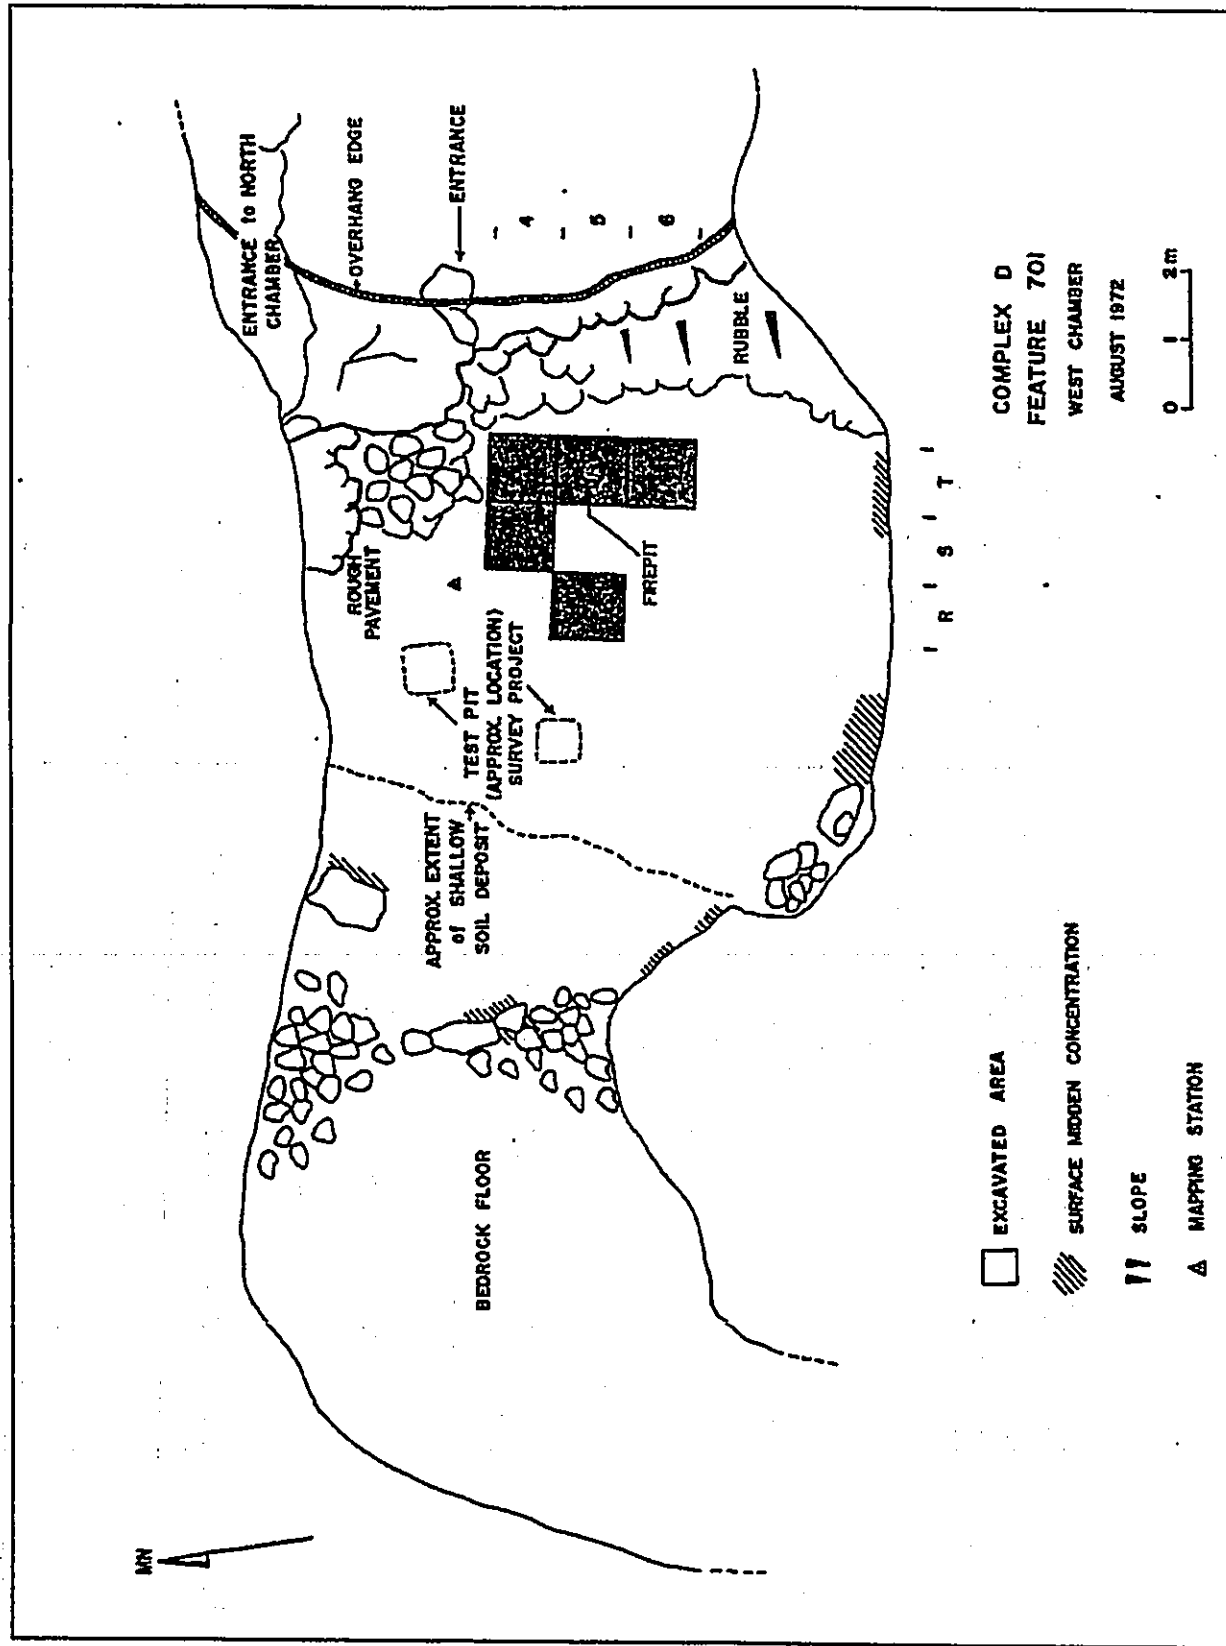 MN
ENTRANCE to NORTH
CHAMBER
OVERHANG EDGE
ENTRANCE
ROUGH
PAVEMENT
4
5
6
TEST PIT
(APPROX. LOCATION)
SURVEY PROJECT
APPROX. EXTENT
of SHALLOW
SOIL DEPOSIT
FIREPIT
RUBBLE
BEDROCK FLOOR
R S T
EXCAVATED AREA
SURFACE MIDDEN CONCENTRATION
SLOPE
MAPPING STATION
COMPLEX D
FEATURE 701
WEST CHAMBER
AUGUST 1972
0 1 2m